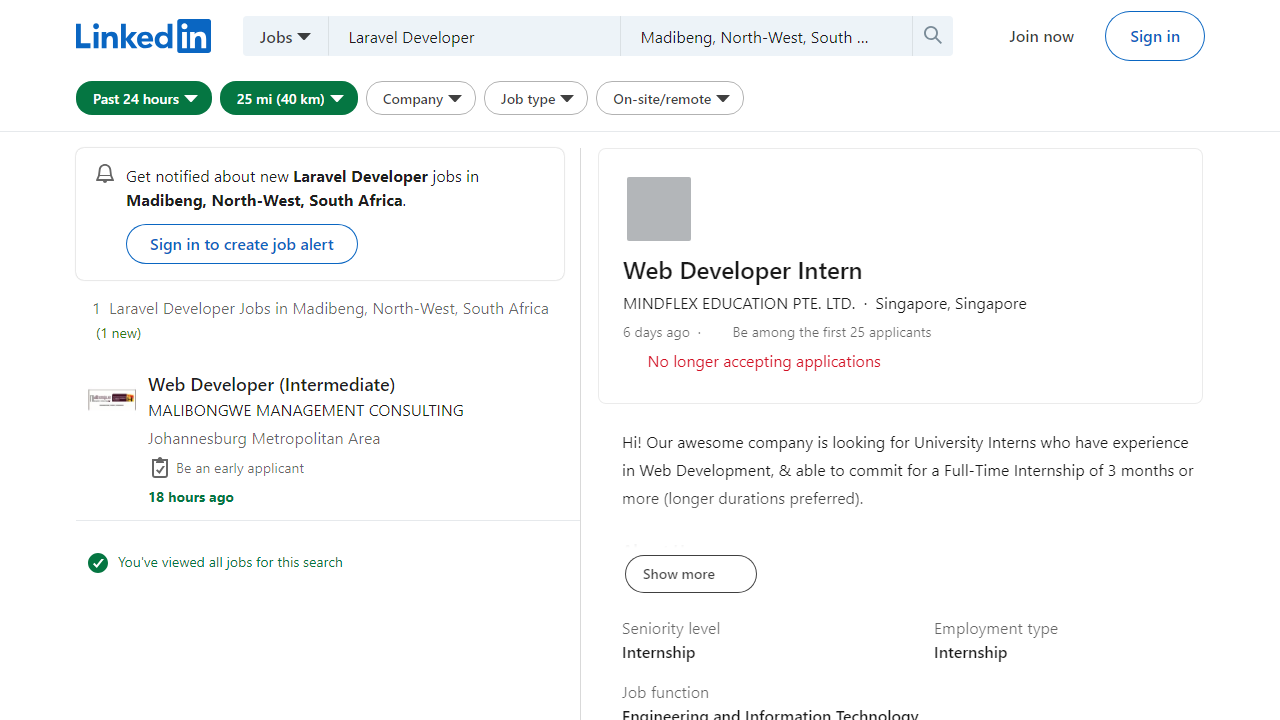 Linkedin
Jobs
Laravel Developer
Madibeng, North-West, South ...
Join now
Sign in
Past 24 hours
25 mi (40 km)
Company
Job type
On-site/remote
Get notified about new Laravel Developer jobs in
Madibeng, North-West, South Africa.
Sign in to create job alert
1 Laravel Developer Jobs in Madibeng, North-West, South Africa
(1 new)
Web Developer (Intermediate)
MALIBONGWE MANAGEMENT CONSULTING
Johannesburg Metropolitan Area
Be an early applicant
18 hours ago
You've viewed all jobs for this search
Web Developer Intern
MINDFLEX EDUCATION PTE. LTD. · Singapore, Singapore
6 days ago · Be among the first 25 applicants
No longer accepting applications
Hi! Our awesome company is looking for University Interns who have experience
in Web Development, & able to commit for a Full-Time Internship of 3 months or
more (longer durations preferred).
Show more
Seniority level
Internship
Employment type
Internship
Job function
Engineering and Information Technology